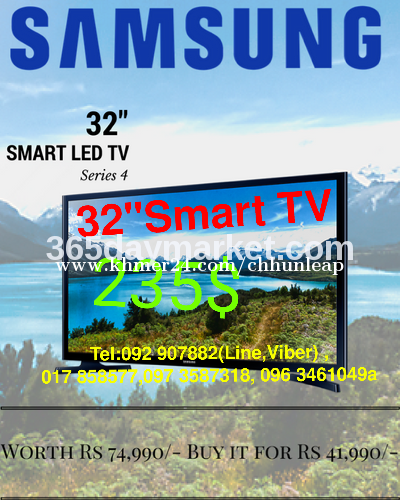 SAMSUNG
32"
SMART LED TV
Series 4
32"Smart TV
365daymarket.com
www.khmer21.com/chhunleap
235$
Tel:092 907882(Line,Viber) ,
017 858577,097 3587318, 096 3461049a
WORTH RS 74,990/- BUY IT FOR RS 41,990/-